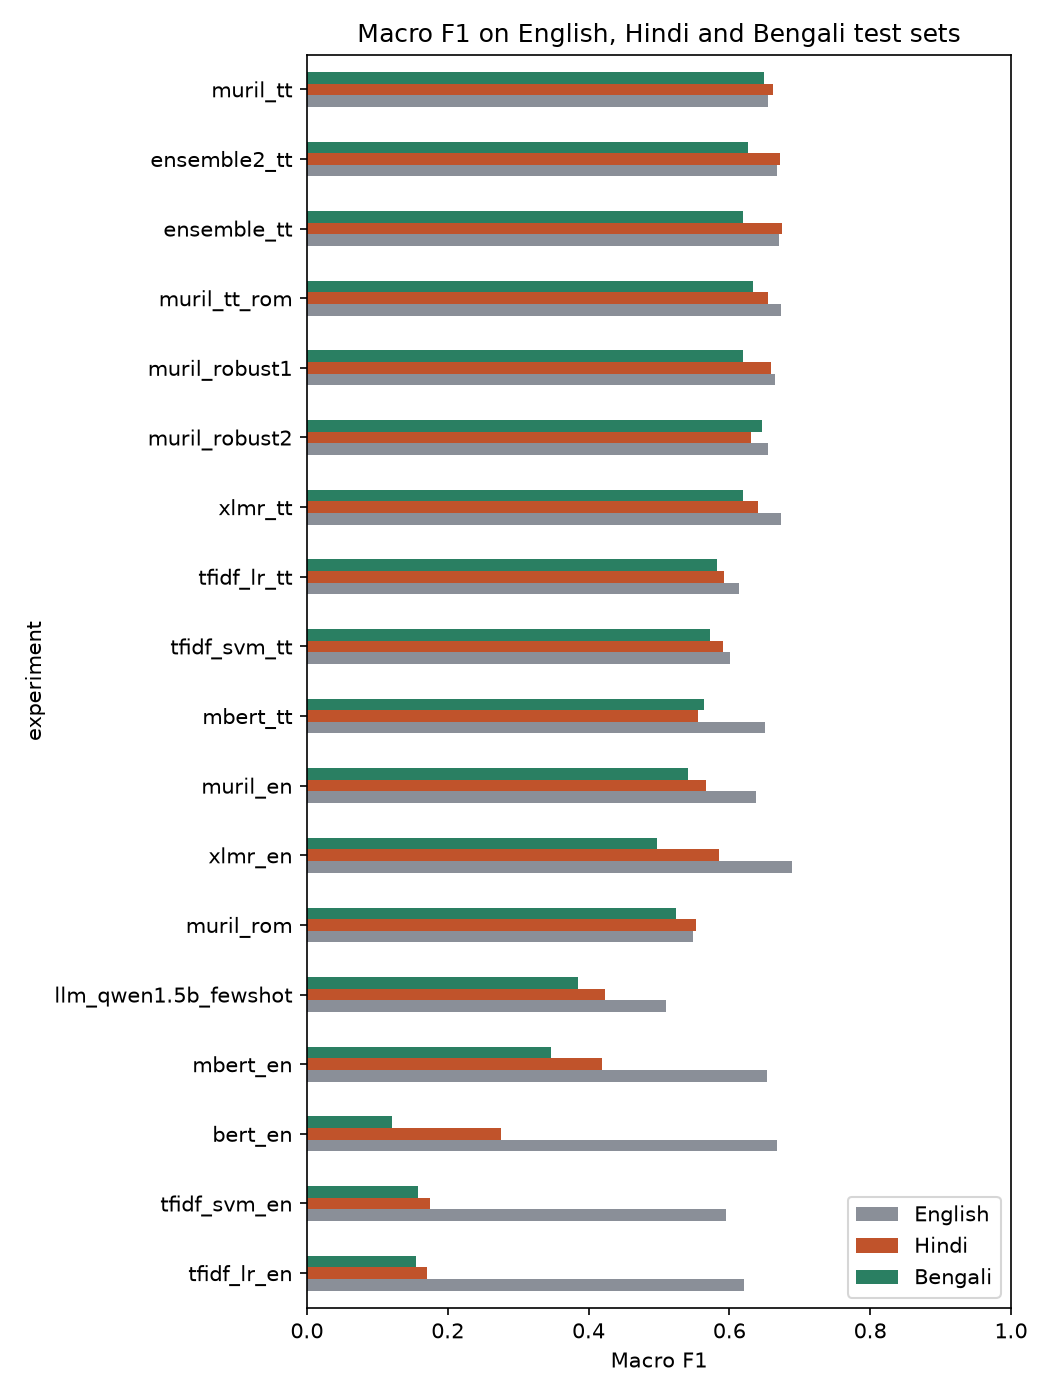 Macro F1 on English, Hindi and Bengali test sets
muril_tt
ensemble2_tt
ensemble_tt
muril_tt_rom
muril_robust1
muril_robust2
xlmr_tt
tfidf_lr_tt
tfidf_svm_tt
mbert_tt
muril_en
xlmr_en
muril_rom
llm_qwen1.5b_fewshot
mbert_en
bert_en
tfidf_svm_en
tfidf_lr_en
experiment
English
Hindi
Bengali
0.0 0.2 0.4 0.6 0.8 1.0
Macro F1